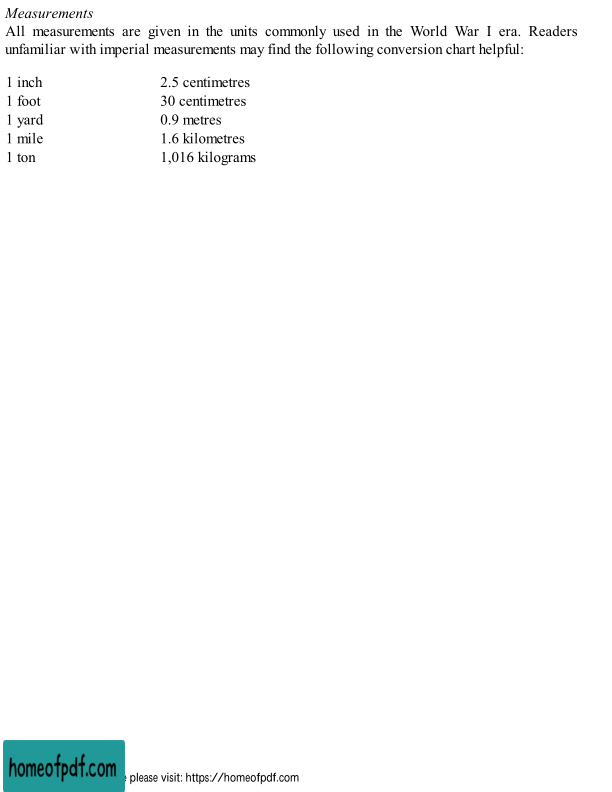 Measurements
All measurements are given in the units commonly used in the World War I era. Readers
unfamiliar with imperial measurements may find the following conversion chart helpful:
1 inch 2.5 centimetres
1 foot 30 centimetres
1 yard 0.9 metres
1 mile 1.6 kilometres
1 ton 1,016 kilograms
homeofpdf.com
please visit: https://homeofpdf.com